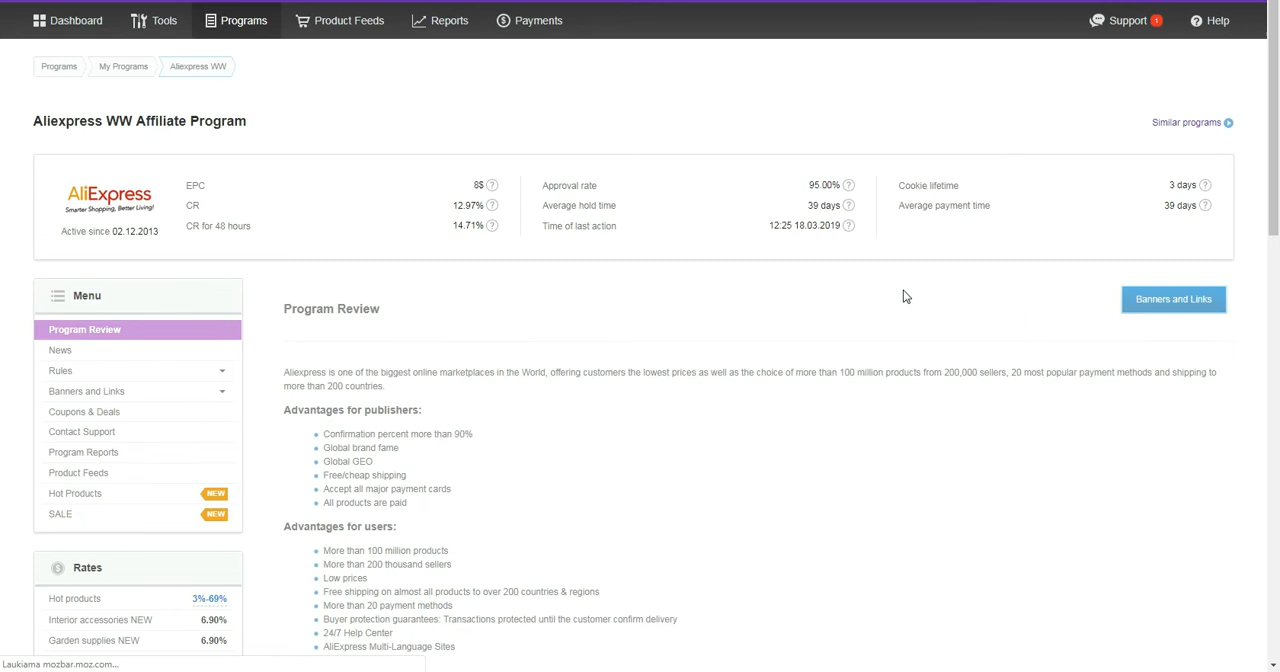 Dashboard Tools Programs Product Feeds Reports $ Payments Support 1 ? Help
Programs My Programs Aliexpress WW
Aliexpress WW Affiliate Program
Similar programs
AliExpress
Smarter Shopping, Better Living!
Active since 02.12.2013
EPC 8$ ?
CR 12.97% ?
CR for 48 hours 14.71% ?
Approval rate 95.00% ?
Average hold time 39 days ?
Time of last action 12:25 18.03.2019 ?
Cookie lifetime 3 days ?
Average payment time 39 days ?
Menu
Program Review
News
Rules
Banners and Links
Coupons & Deals
Contact Support
Program Reports
Product Feeds
Hot Products NEW
SALE NEW
$ Rates
Hot products 3%-69%
Interior accessories NEW 6.90%
Garden supplies NEW 6.90%
Program Review
Banners and Links
Aliexpress is one of the biggest online marketplaces in the World, offering customers the lowest prices as well as the choice of more than 100 million products from 200,000 sellers, 20 most popular payment methods and shipping to
more than 200 countries.
Advantages for publishers:
Confirmation percent more than 90%
Global brand fame
Global GEO
Free/cheap shipping
Accept all major payment cards
All products are paid
Advantages for users:
More than 100 million products
More than 200 thousand sellers
Low prices
Free shipping on almost all products to over 200 countries & regions
More than 20 payment methods
Buyer protection guarantees: Transactions protected until the customer confirm delivery
24/7 Help Center
AliExpress Multi-Language Sites
Laukiama mozbar.moz.com...